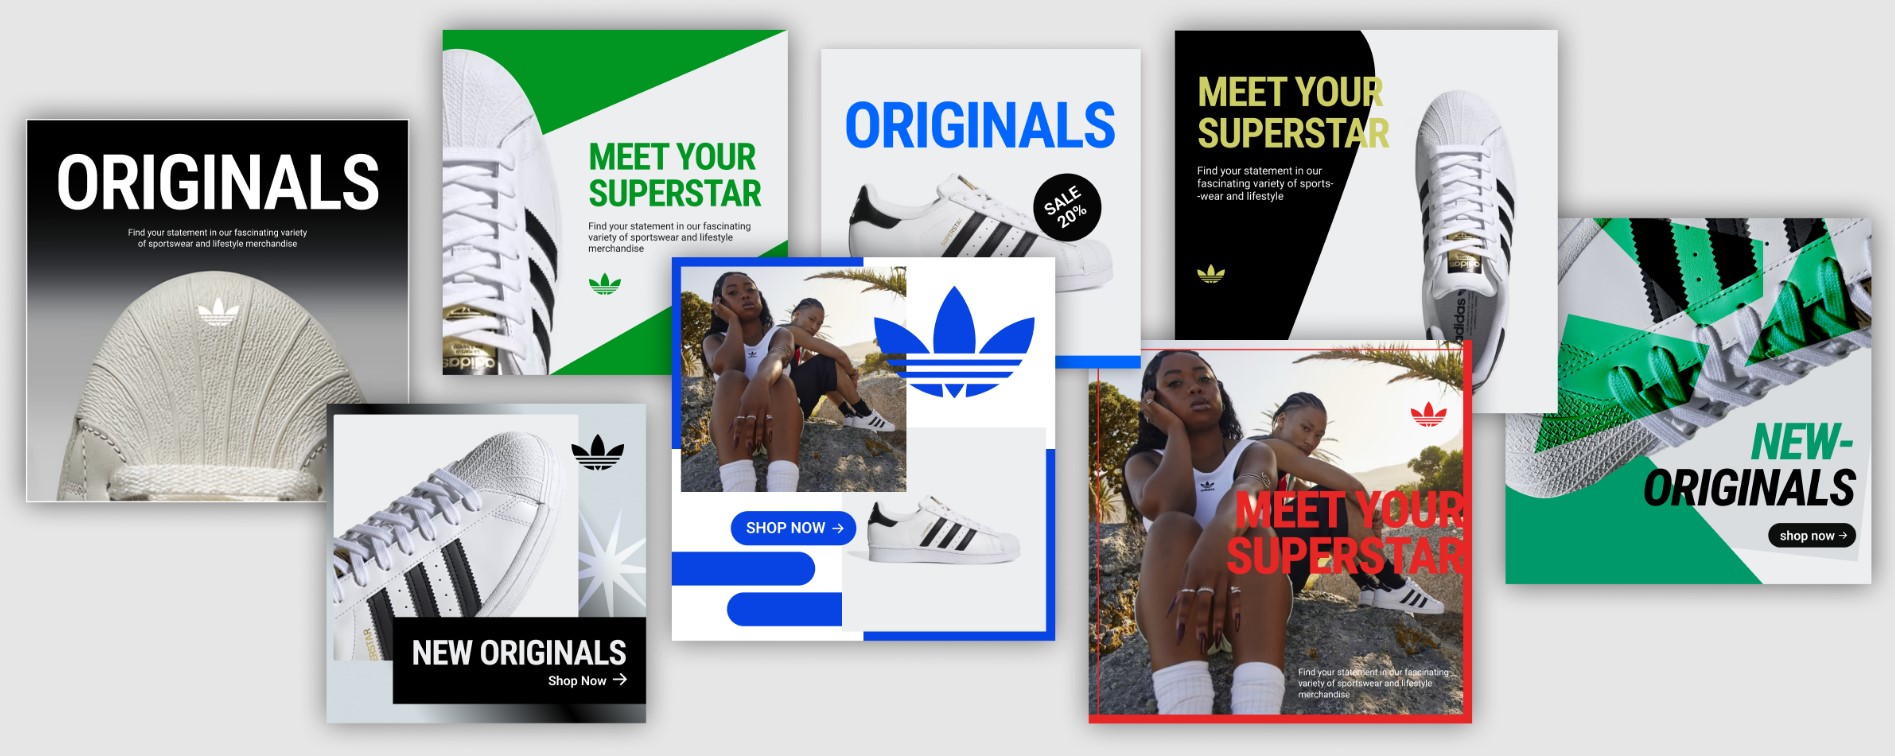 ORIGINALS
Find your statement in our fascinating variety
of sportswear and lifestyle merchandise
MEET YOUR
SUPERSTAR
Find your statement in our fascinating
variety of sportswear and lifestyle
merchandise
ORIGINALS
SALE
20%
SUPERSTAR
MEET YOUR
SUPERSTAR
Find your statement in our
fascinating variety of sports-
-wear and lifestyle
adidas
NEW ORIGINALS
Shop Now →
SHOP NOW →
MEET YOUR
SUPERSTAR
Find your statement in our fascinating
variety of sportswear and lifestyle
merchandise
NEW-
ORIGINALS
shop now →